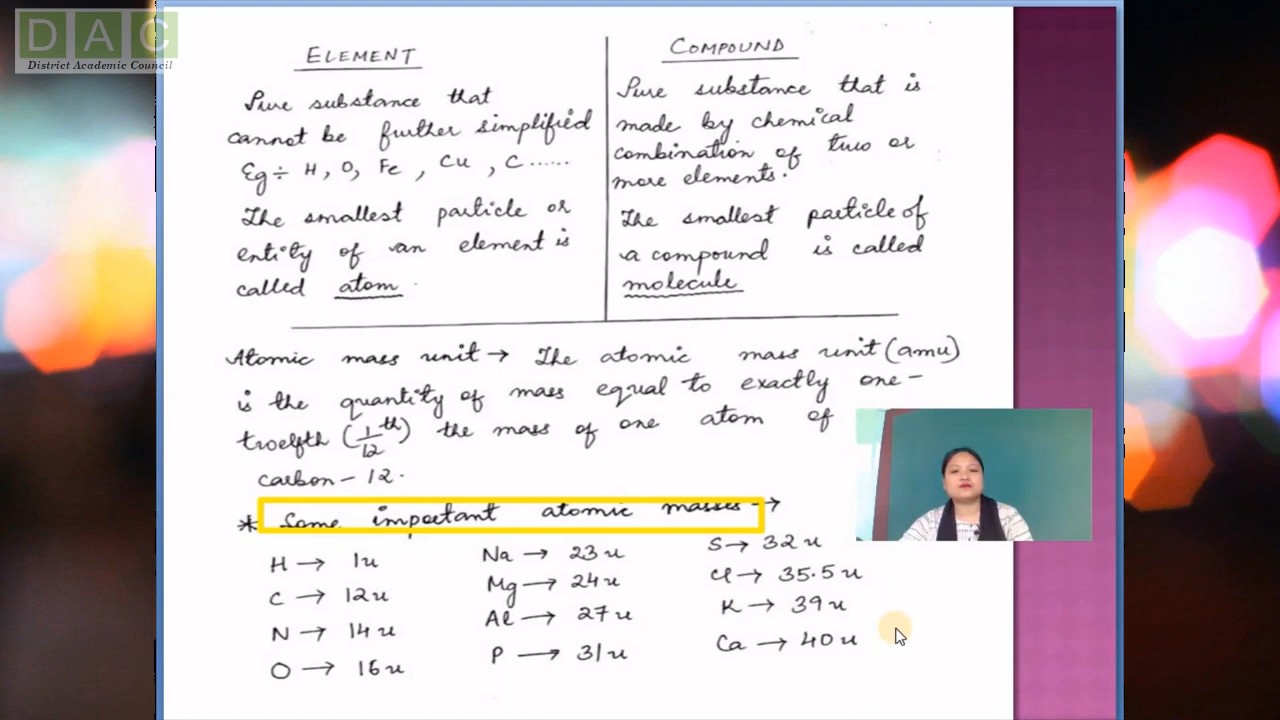 DAC
District Academic Council
ELEMENT
Pure substance that
cannot be further simplified
Eg÷ H, O, Fe, Cu, C ......
The smallest particle or
entity of an element is
called atom.
COMPOUND
Pure substance that is
made by chemical
combination of two or
more elements.
The smallest particle of
a compound is called
molecule
Atomic mass unit → The atomic mass unit (amu)
is the quantity of mass equal to exactly one-
twelfth (1/12 th) the mass of one atom of
carbon - 12.
* Some important atomic masses →
H → 1u
C → 12u
N → 14u
O → 16u
Na → 23u
Mg → 24u
Al → 27u
P → 31u
S → 32u
Cl → 35.5u
K → 39u
Ca → 40u